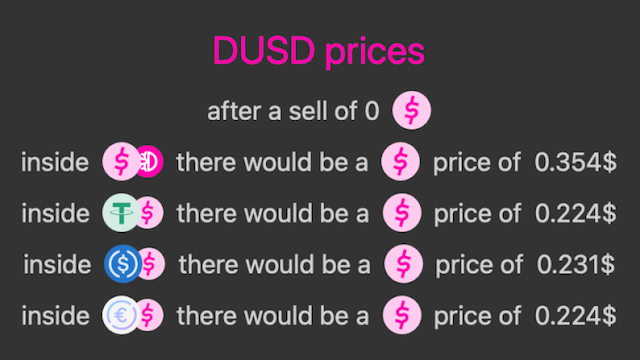 DUSD prices
after a sell of 0 $
inside $ there would be a $ price of 0.354$
inside T $ there would be a $ price of 0.224$
inside $ $ there would be a $ price of 0.231$
inside € $ there would be a $ price of 0.224$